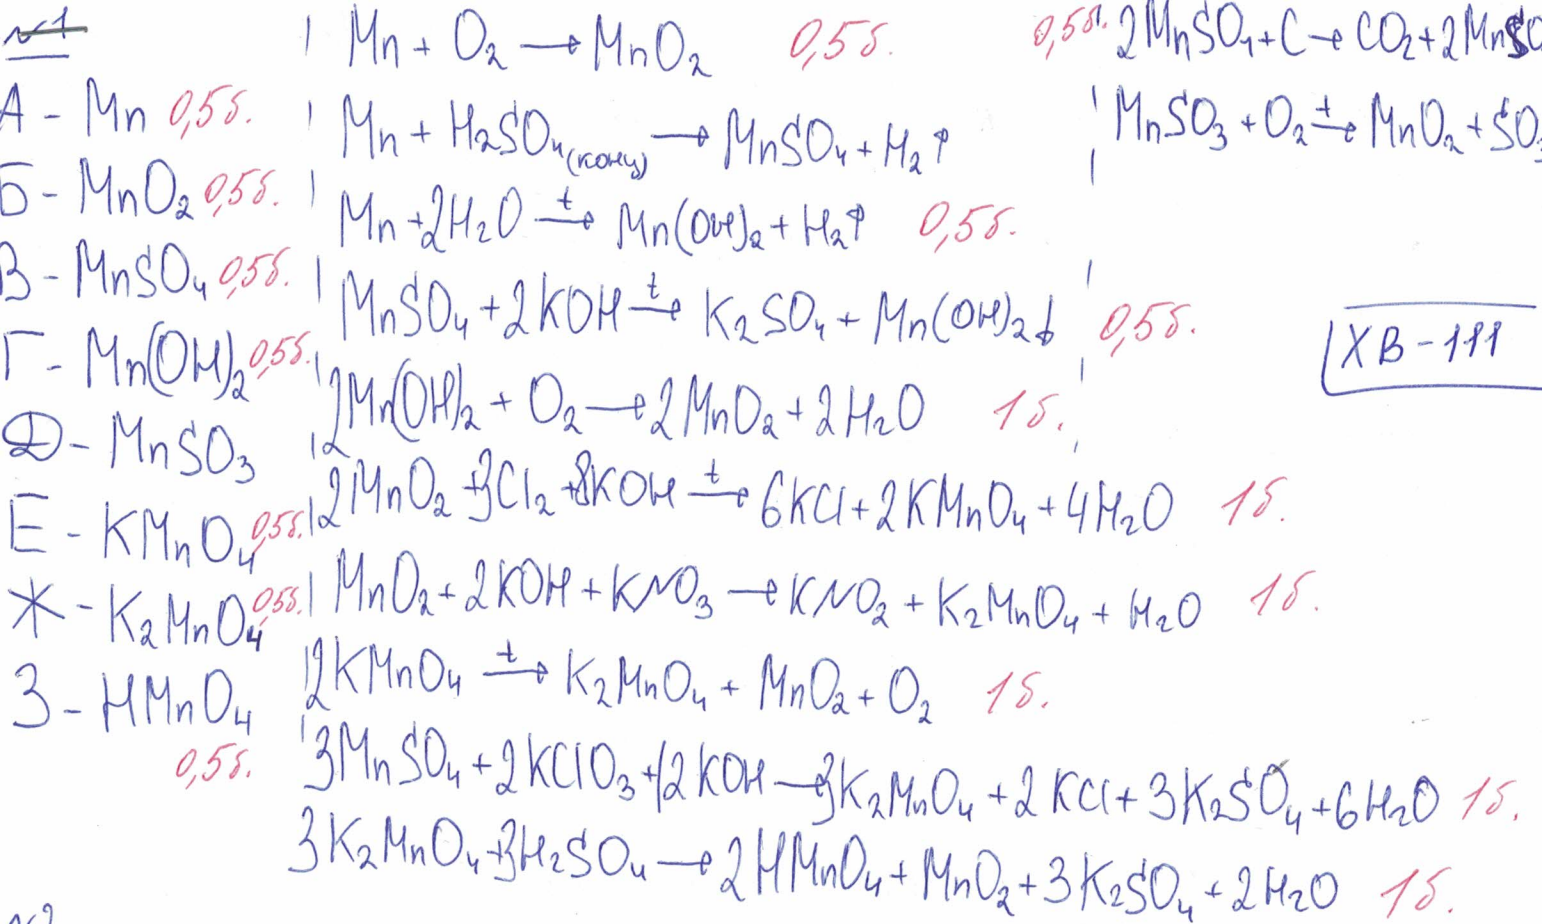 №1
А - Mn 0,5б.
Б - MnO₂ 0,5б.
В - MnSO₄ 0,5б.
Г - Mn(OH)₂ 0,5б.
Д - MnSO₃
Е - KMnO₄ 0,5б.
Ж - K₂MnO₄ 0,5б.
З - HMnO₄
0,5б.
Mn + O₂ → MnO₂ 0,5б.
Mn + H₂SO₄(конц) → MnSO₄ + H₂↑
Mn + 2H₂O t→ Mn(OH)₂ + H₂↑ 0,5б.
MnSO₄ + 2KOH t→ K₂SO₄ + Mn(OH)₂↓ 0,5б.
2Mn(OH)₂ + O₂ → 2MnO₂ + 2H₂O 1б.
2MnO₂ + 3Cl₂ + 8KOH t→ 6KCl + 2KMnO₄ + 4H₂O 1б.
MnO₂ + 2KOH + KNO₃ → KNO₂ + K₂MnO₄ + H₂O 1б.
2KMnO₄ t→ K₂MnO₄ + MnO₂ + O₂ 1б.
3MnSO₄ + 2KClO₃ + 12KOH → 3K₂MnO₄ + 2KCl + 3K₂SO₄ + 6H₂O 1б.
3K₂MnO₄ + 3H₂SO₄ → 2HMnO₄ + MnO₂ + 3K₂SO₄ + 2H₂O 1б.
0,5б. 2MnSO₄ + C → CO₂ + 2MnSO
MnSO₃ + O₂ t→ MnO₂ + SO₃
ХВ-111
№2